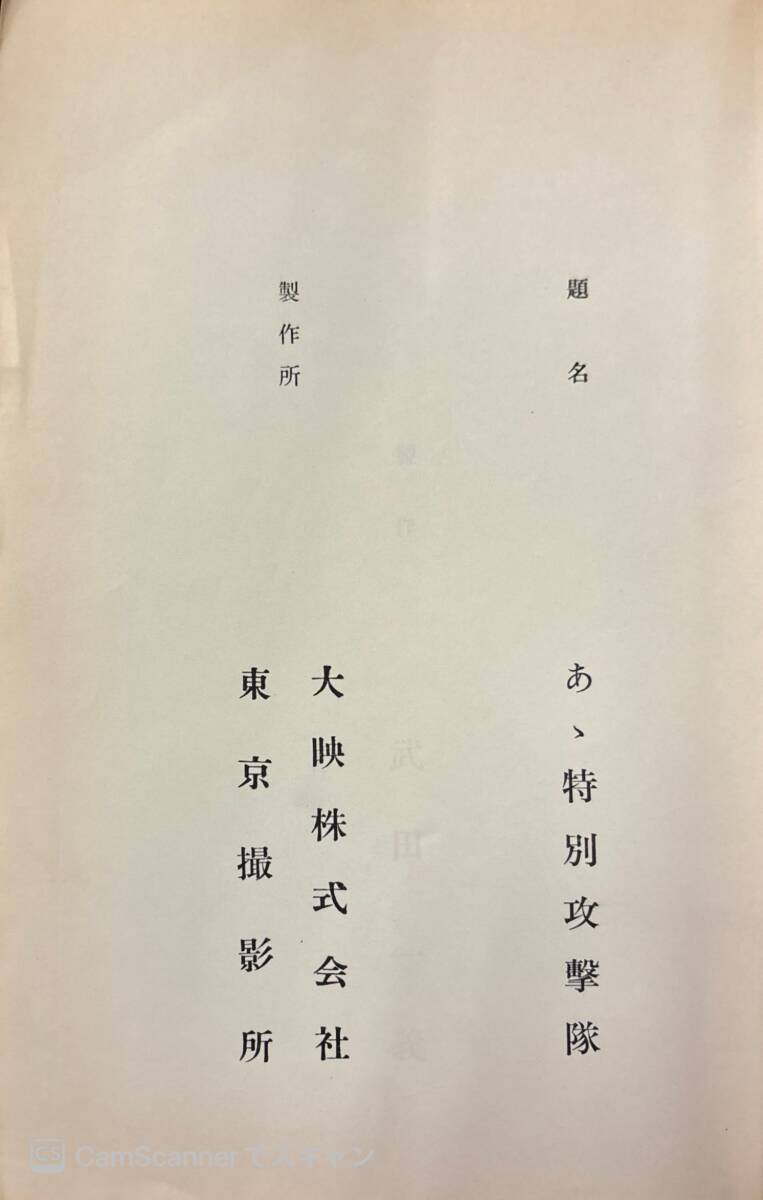 題名
あゝ特別攻撃隊
製作所
大映株式会社
東京撮影所
CS CamScannerでスキャン